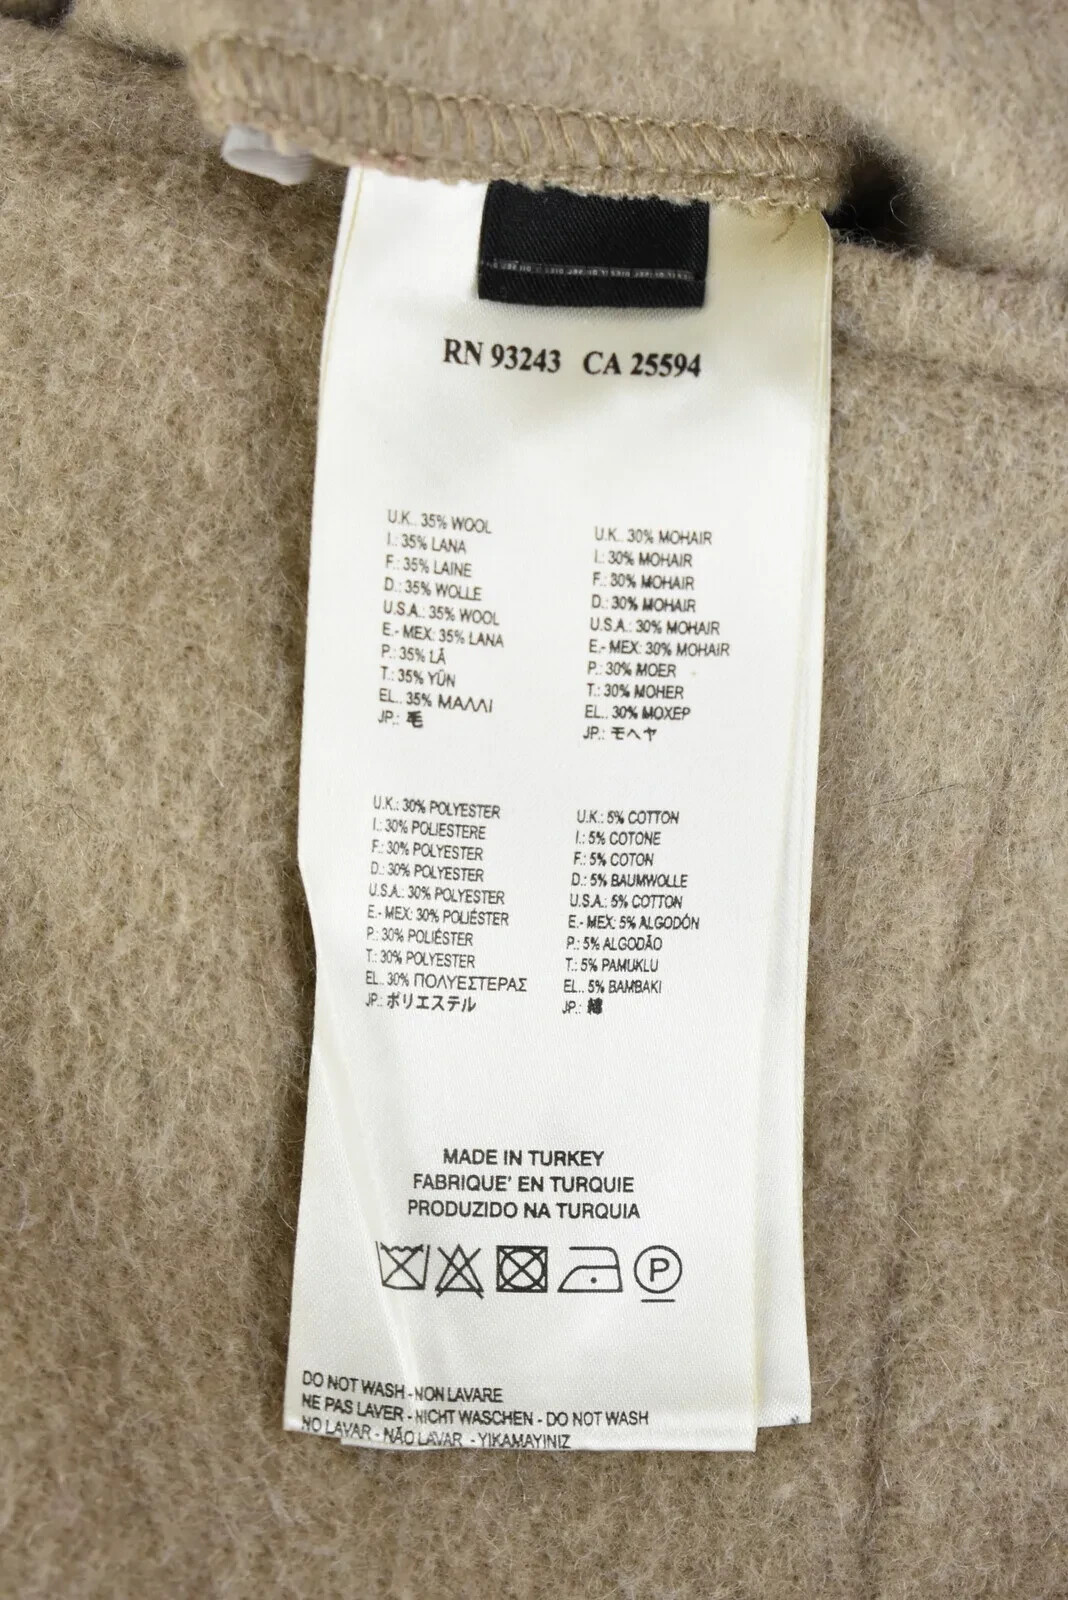 RN 93243 CA 25594
U.K.. 35% WOOL
I.: 35% LANA
F.: 35% LAINE
D.: 35% WOLLE
U.S.A.: 35% WOOL
E.- MEX: 35% LANA
P.: 35% LÃ
T.: 35% YÜN
EL.. 35% ΜΑΛΛΙ
JP.: 毛
U.K.. 30% MOHAIR
I.: 30% MOHAIR
F.: 30% MOHAIR
D.: 30% MOHAIR
U.S.A.: 30% MOHAIR
E.- MEX: 30% MOHAIR
P.: 30% MOER
T.: 30% MOHER
EL.. 30% ΜΟΧΕΡ
JP.: モヘヤ
U.K.: 30% POLYESTER
I.: 30% POLIESTERE
F.: 30% POLYESTER
D.: 30% POLYESTER
U.S.A.: 30% POLYESTER
E.- MEX: 30% POLIÉSTER
P.: 30% POLIÉSTER
T.: 30% POLYESTER
EL.. 30% ΠΟΛΥΕΣΤΕΡΑΣ
JP.: ポリエステル
U.K.: 5% COTTON
I.: 5% COTONE
F.: 5% COTON
D.: 5% BAUMWOLLE
U.S.A.: 5% COTTON
E.- MEX: 5% ALGODÓN
P.: 5% ALGODÃO
T.: 5% PAMUKLU
EL.. 5% BAMBAKI
JP.: 綿
MADE IN TURKEY
FABRIQUE' EN TURQUIE
PRODUZIDO NA TURQUIA
P
DO NOT WASH - NON LAVARE
NE PAS LAVER - NICHT WASCHEN - DO NOT WASH
NO LAVAR - NÃO LAVAR - YIKAMAYINIZ